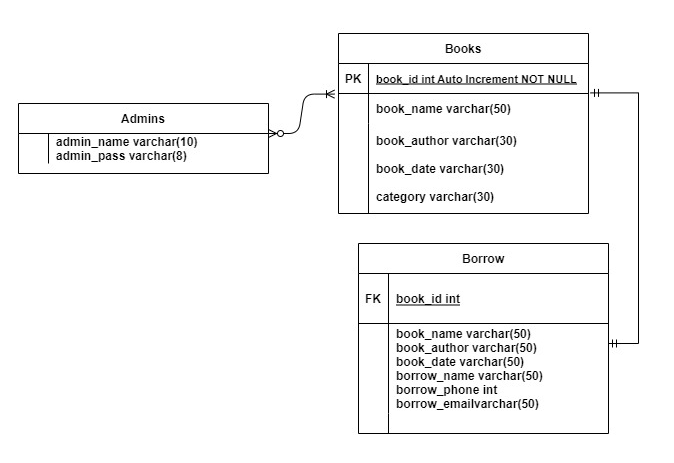 Books
PK book_id int Auto Increment NOT NULL
book_name varchar(50)
book_author varchar(30)
book_date varchar(30)
category varchar(30)
Admins
admin_name varchar(10)
admin_pass varchar(8)
Borrow
FK book_id int
book_name varchar(50)
book_author varchar(50)
book_date varchar(50)
borrow_name varchar(50)
borrow_phone int
borrow_emailvarchar(50)